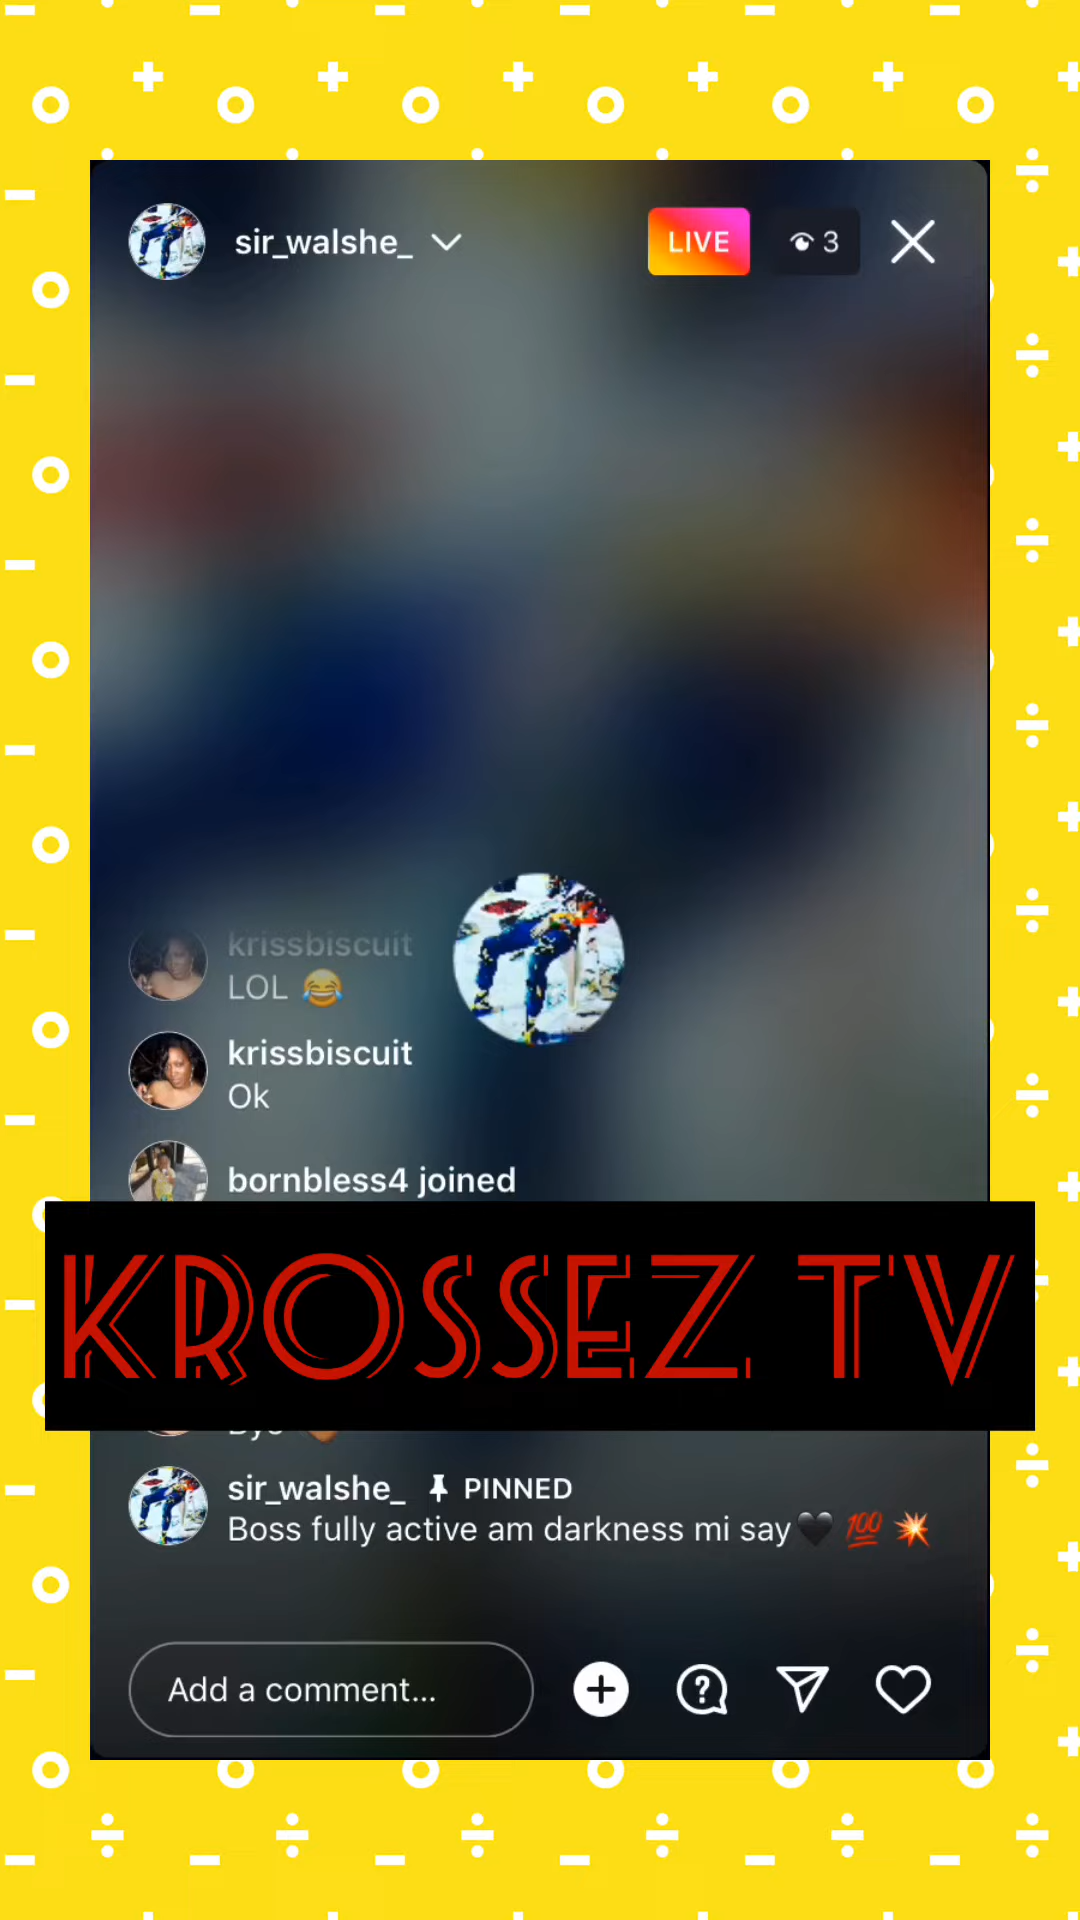 sir_walshe_
LIVE
3
krissbiscuit
LOL 😂
krissbiscuit
Ok
bornbless4 joined
KROSSEZ TV
sir_walshe_ PINNED
Boss fully active am darkness mi say🖤 💯 💥
Add a comment...